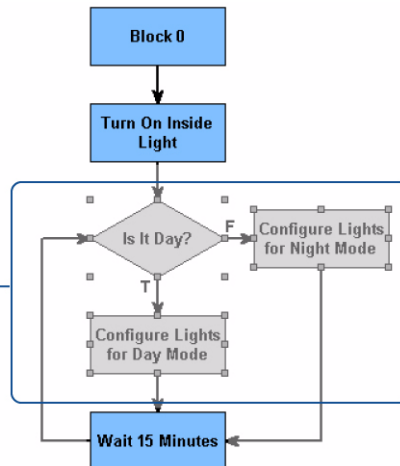 Block 0
Turn On Inside
Light
Is It Day?
F
Configure Lights
for Night Mode
T
Configure Lights
for Day Mode
Wait 15 Minutes